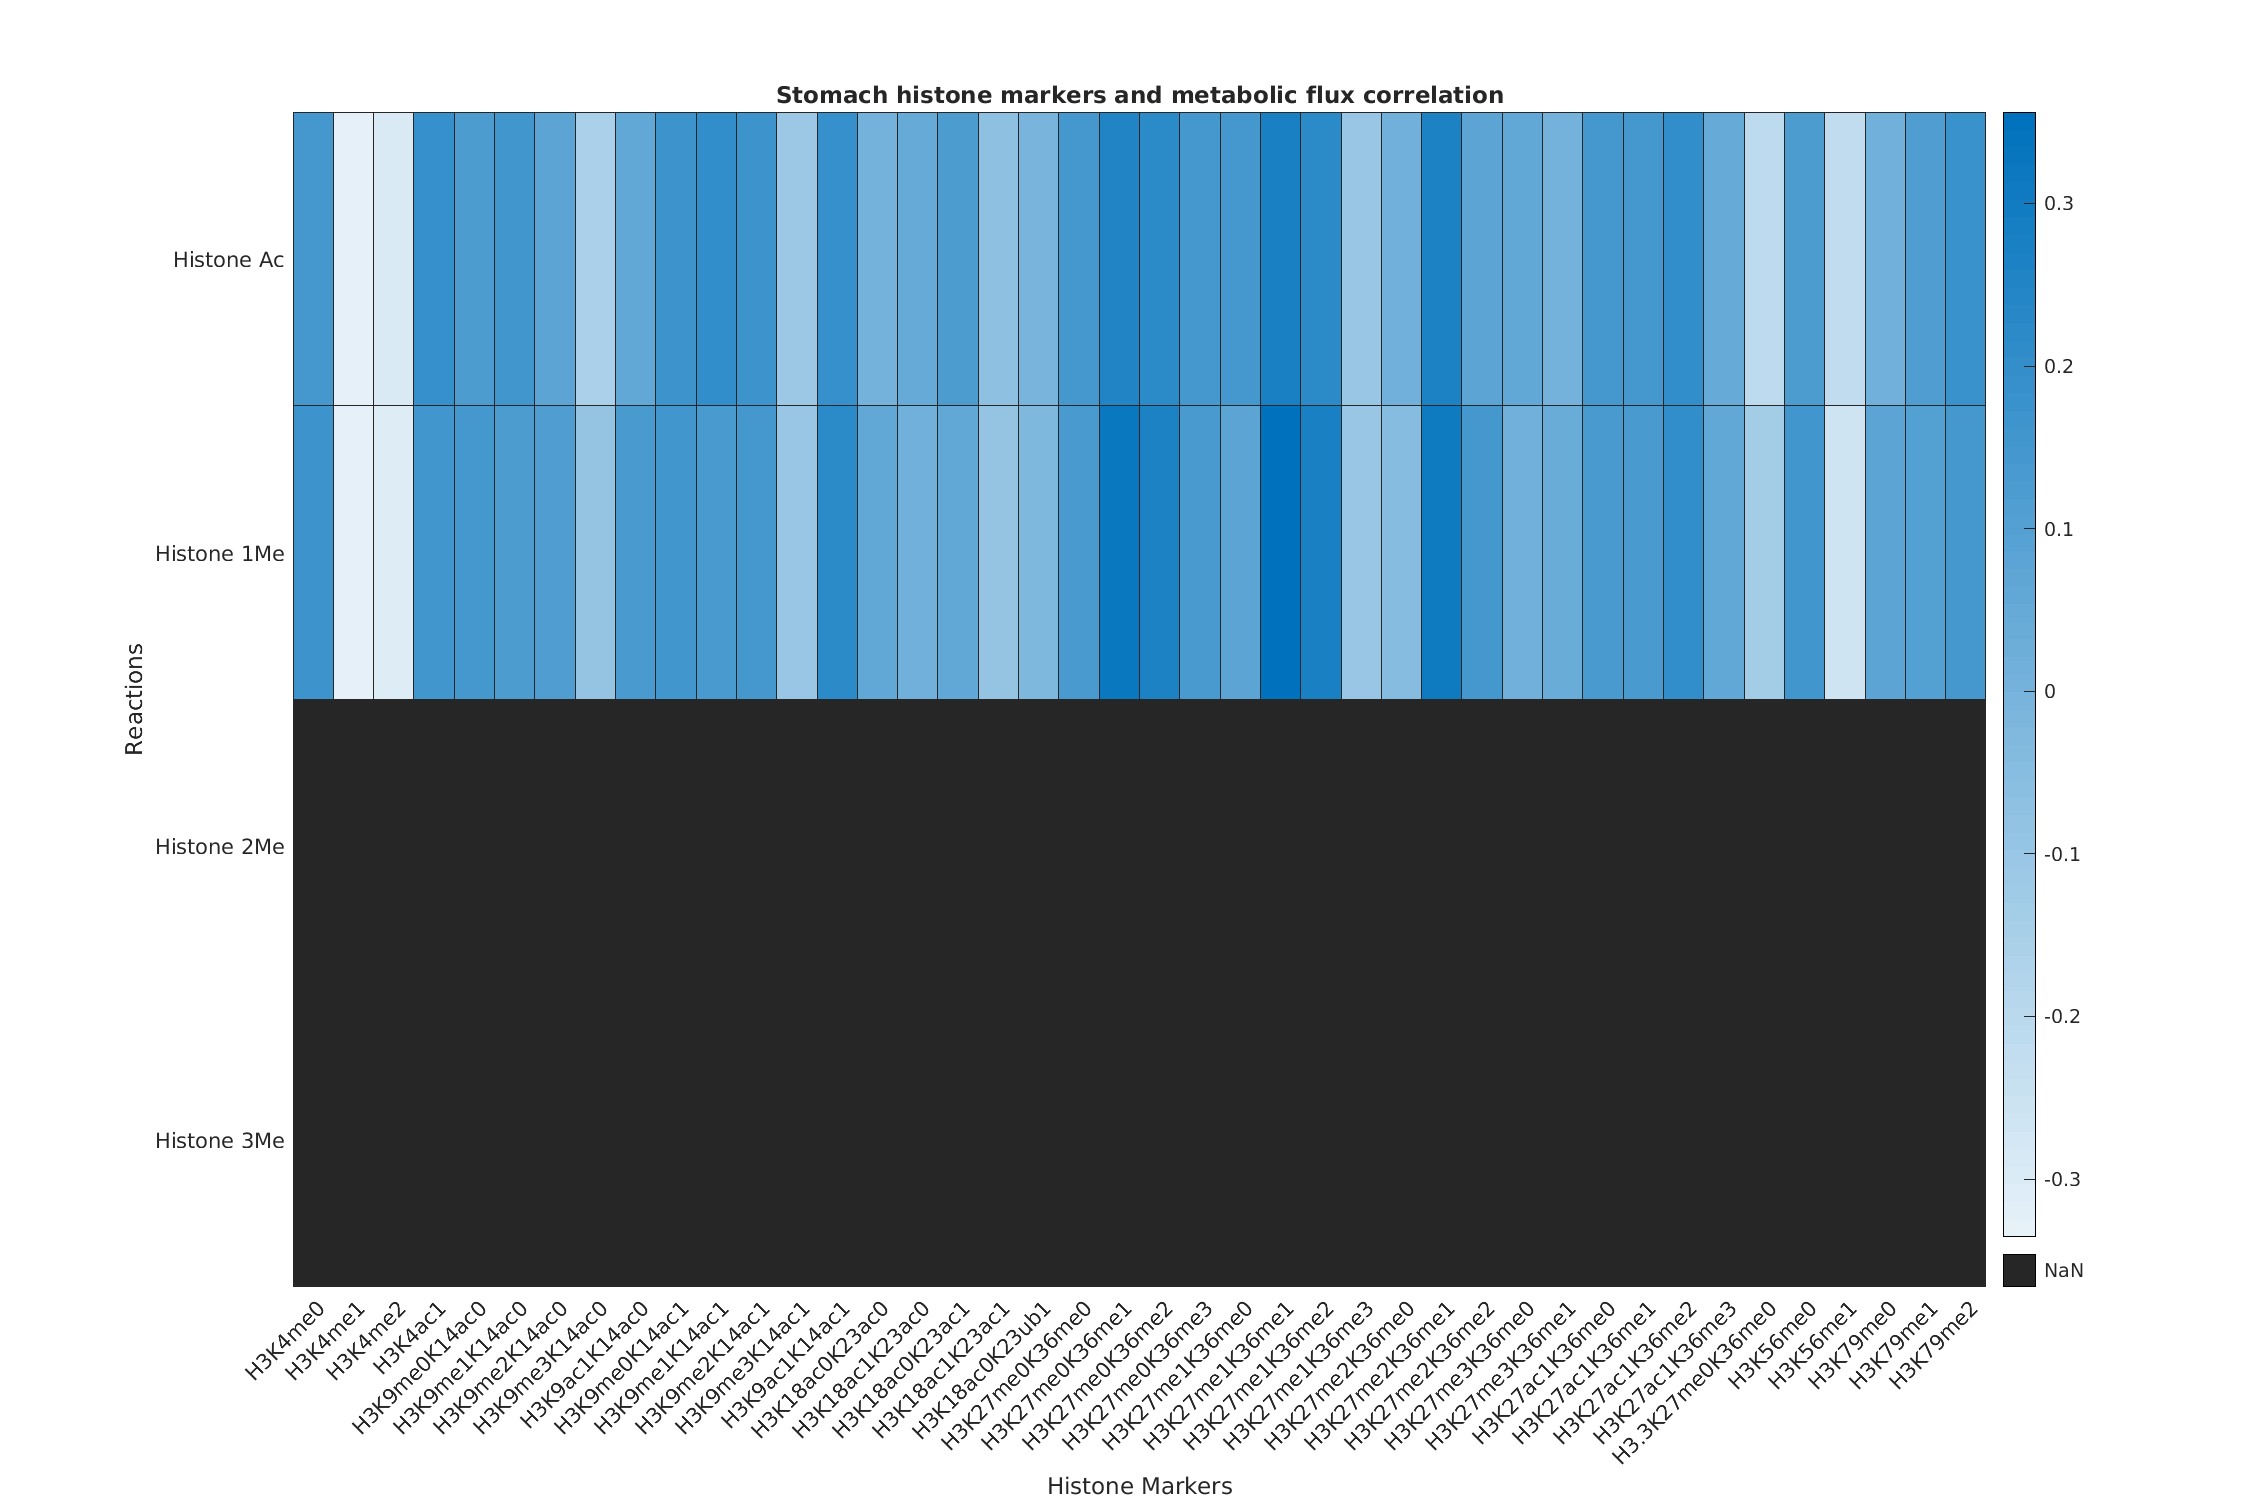 Stomach histone markers and metabolic flux correlation
Reactions
Histone Ac
Histone 1Me
Histone 2Me
Histone 3Me
0.3
0.2
0.1
0
-0.1
-0.2
-0.3
NaN
H3K4me0
H3K4me1
H3K4me2
H3K4ac1
H3K9me0K14ac0
H3K9me1K14ac0
H3K9me2K14ac0
H3K9me3K14ac0
H3K9ac1K14ac0
H3K9me0K14ac1
H3K9me1K14ac1
H3K9me2K14ac1
H3K9me3K14ac1
H3K9ac1K14ac1
H3K18ac0K23ac0
H3K18ac1K23ac0
H3K18ac0K23ac1
H3K18ac1K23ac1
H3K18ac0K23ub1
H3K27me0K36me0
H3K27me0K36me1
H3K27me0K36me2
H3K27me0K36me3
H3K27me1K36me0
H3K27me1K36me1
H3K27me1K36me2
H3K27me1K36me3
H3K27me2K36me0
H3K27me2K36me1
H3K27me2K36me2
H3K27me3K36me0
H3K27me3K36me1
H3K27ac1K36me0
H3K27ac1K36me1
H3K27ac1K36me2
H3K27ac1K36me3
H3.3K27me0K36me0
H3K56me0
H3K56me1
H3K79me0
H3K79me1
H3K79me2
Histone Markers